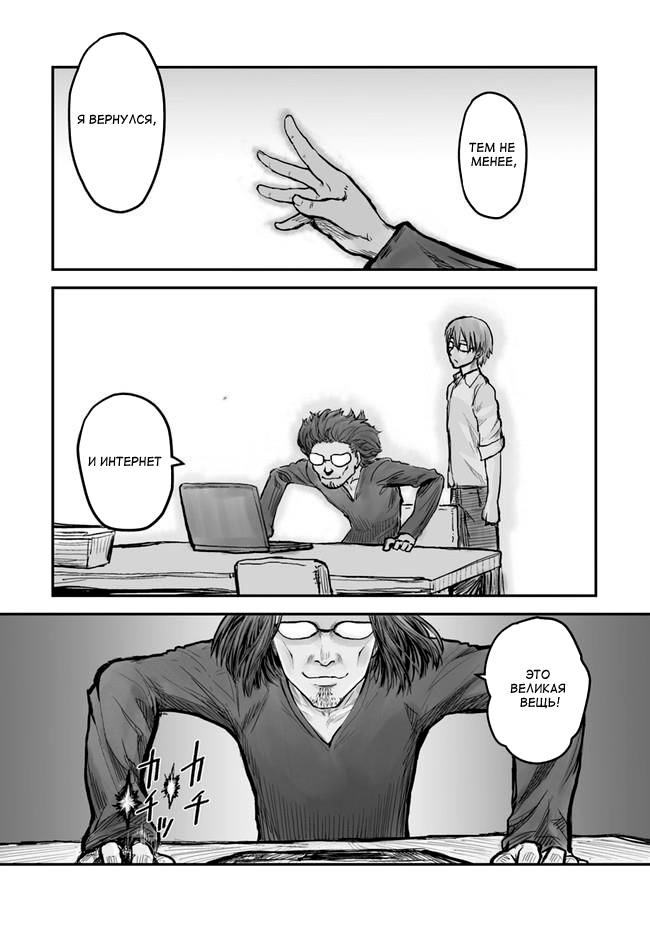 ТЕМ НЕ
МЕНЕЕ,
Я ВЕРНУЛСЯ,
И ИНТЕРНЕТ
ЭТО
ВЕЛИКАЯ
ВЕЩЬ!
カチ
カチッ